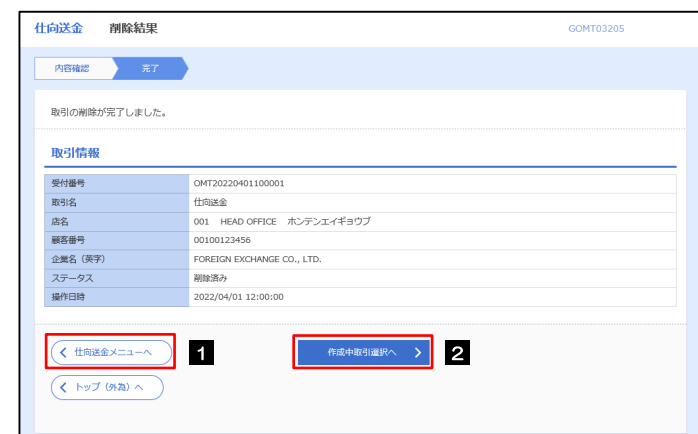 仕向送金 削除結果 GOMT03205
内容確認 完了
取引の削除が完了しました。
取引情報
受付番号 OMT20220401100001
取引名 仕向送金
店名 001 HEAD OFFICE ホンテンエイギョウブ
顧客番号 00100123456
企業名（英字） FOREIGN EXCHANGE CO., LTD.
ステータス 削除済み
操作日時 2022/04/01 12:00:00
仕向送金メニューへ 1 作成中取引選択へ 2
トップ（外為）へ